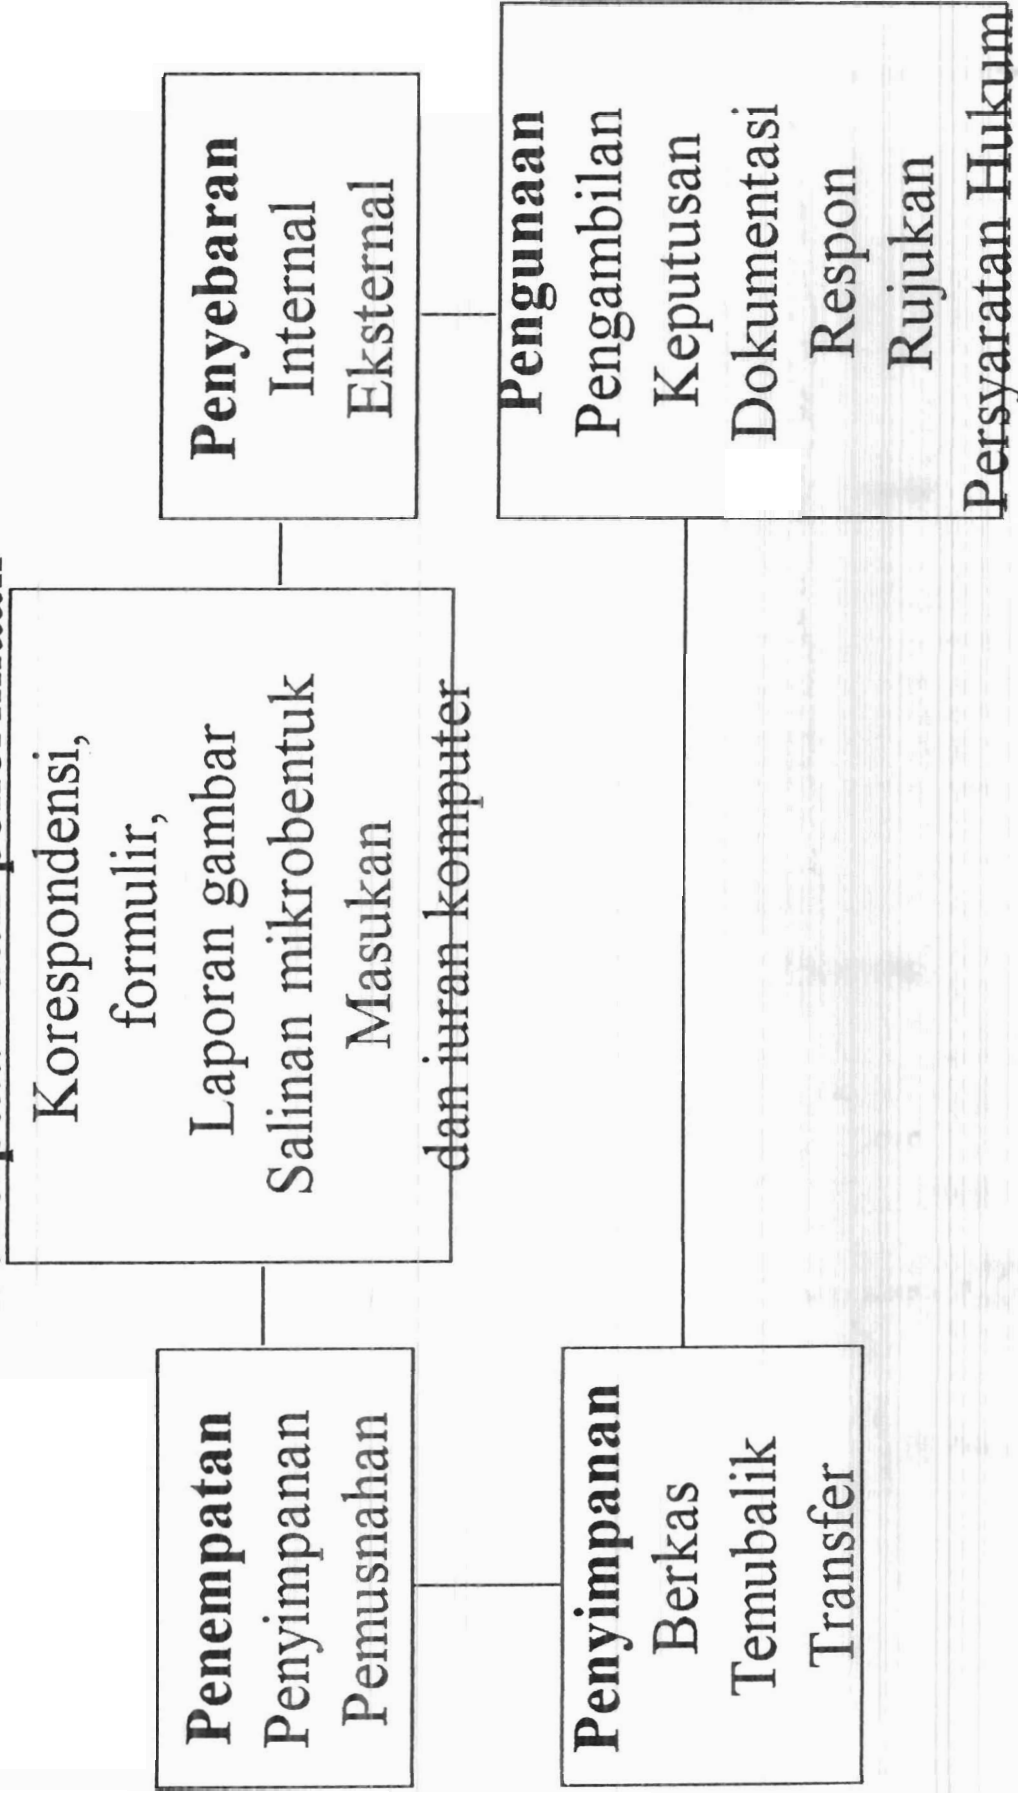 Korespondensi,
formulir,
Laporan gambar
Salinan mikrobentuk
Masukan
dan iuran komputer
Penempatan
Penyimpanan
Pemusnahan
Penyebaran
Internal
Eksternal
Penyimpanan
Berkas
Temubalik
Transfer
Pengunaan
Pengambilan
Keputusan
Dokumentasi
Respon
Rujukan
Persyaratan Hukum